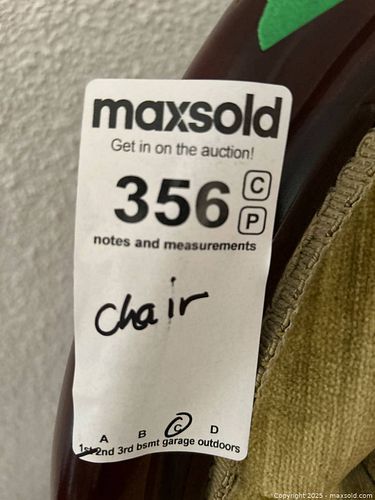 maxsold
Get in on the auction!
356 C
P
notes and measurements
chair
A B C D
1st 2nd 3rd bsmt garage outdoors
Copyright 2025 - maxsold.com